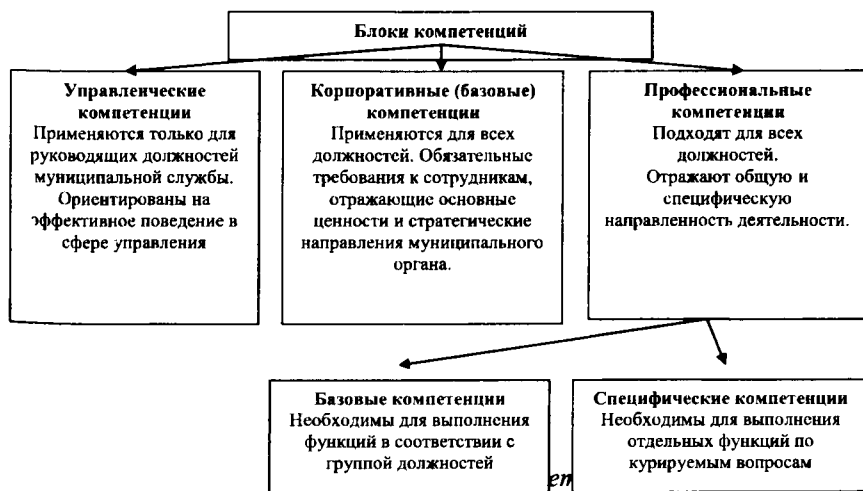 Блоки компетенций
Управленческие
компетенции
Применяются только для
руководящих должностей
муниципальной службы.
Ориентированы на
эффективное поведение в
сфере управления
Корпоративные (базовые)
компетенции
Применяются для всех
должностей. Обязательные
требования к сотрудникам,
отражающие основные
ценности и стратегические
направления муниципального
органа.
Профессиональные
компетенции
Подходят для всех
должностей.
Отражают общую и
специфическую
направленность деятельности.
Базовые компетенции
Необходимы для выполнения
функций в соответствии с
группой должностей
Специфические компетенции
Необходимы для выполнения
отдельных функций по
курируемым вопросам